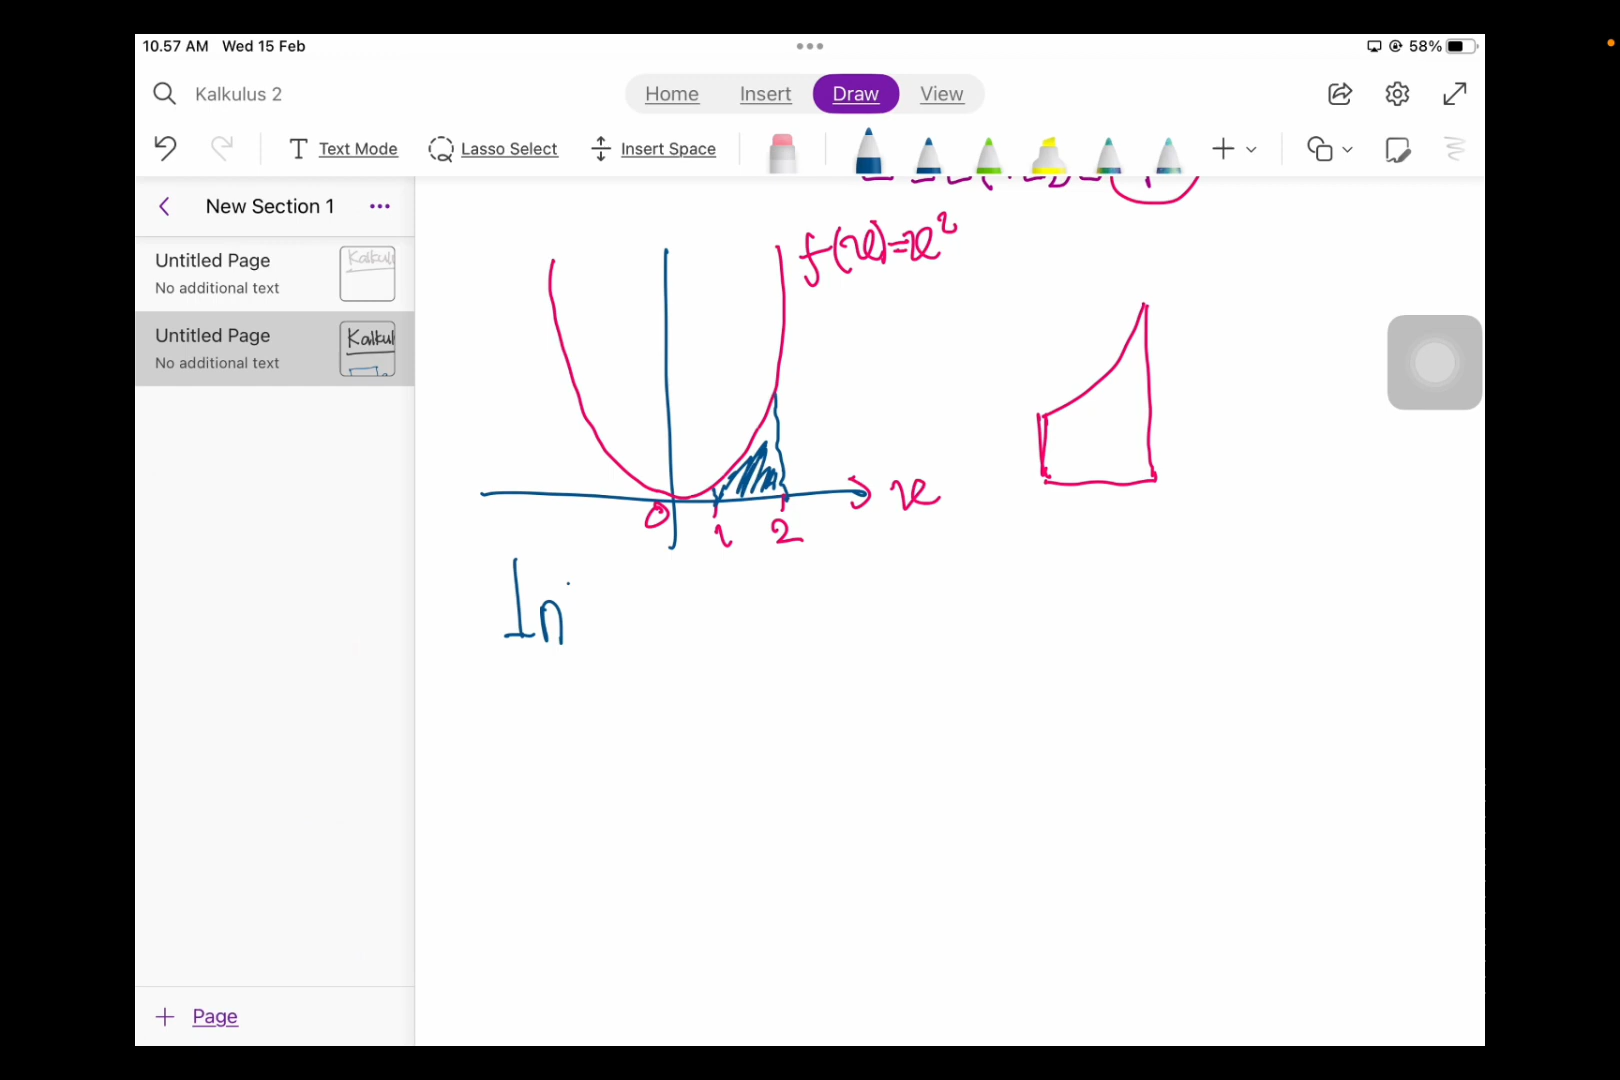 10.57 AM Wed 15 Feb
58%
Kalkulus 2
Home Insert Draw View
Text Mode Lasso Select Insert Space
New Section 1
Untitled Page
No additional text
Kalkul
Untitled Page
No additional text
Kalkul
f(x)=x²
x
0 1 2
In
Page